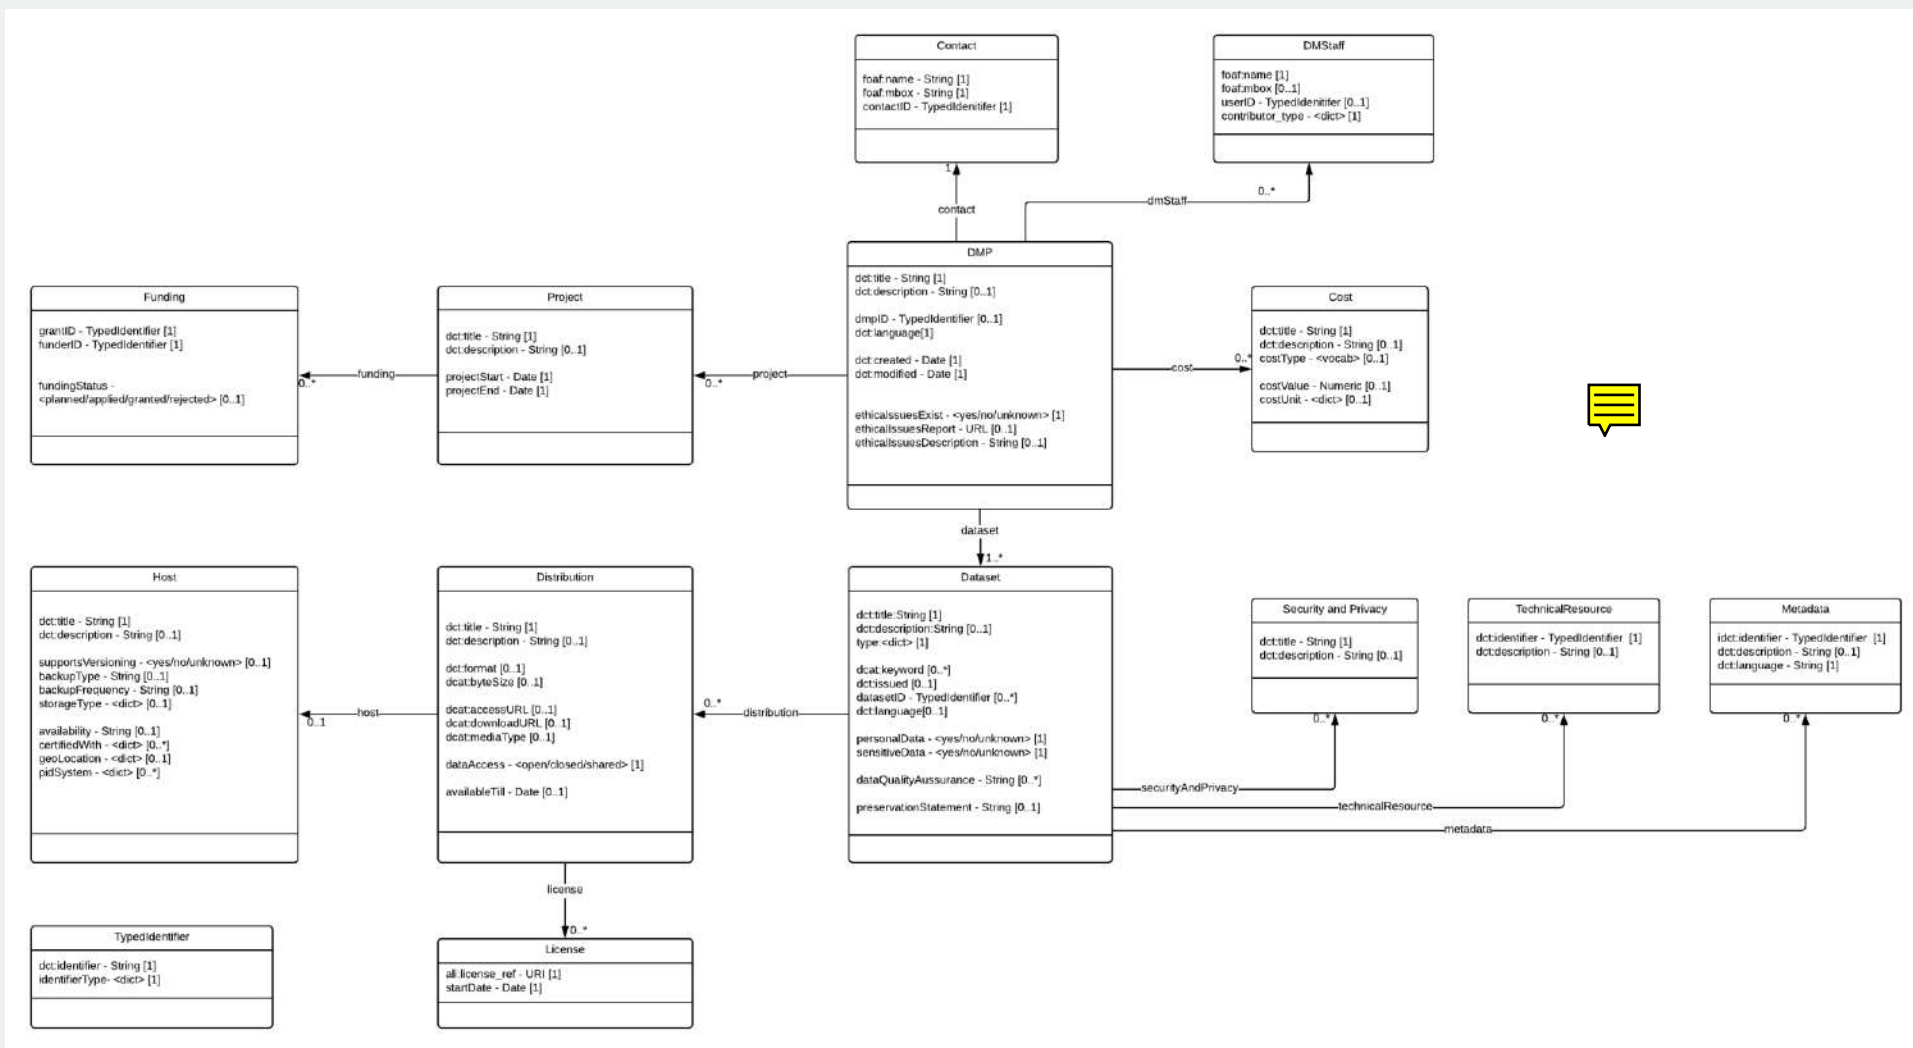 Contact
foaf:name - String [1]
foaf:mbox - String [1]
contactID - TypedIdenitifer [1]
DMStaff
foaf:name [1]
foaf:mbox [0..1]
userID - TypedIdenitifer [0..1]
contributor_type - <dict> [1]
1
contact
0..*
dmStaff
DMP
dct:title - String [1]
dct:description - String [0..1]
dmpID - TypedIdentifier [0..1]
dct:language[1]
dct:created - Date [1]
dct:modified - Date [1]
ethicalIssuesExist - <yes/no/unknown> [1]
ethicalIssuesReport - URL [0..1]
ethicalIssuesDescription - String [0..1]
Funding
grantID - TypedIdentifier [1]
funderID - TypedIdentifier [1]
fundingStatus -
<planned/applied/granted/rejected> [0..1]
0..*
funding
Project
dct:title - String [1]
dct:description - String [0..1]
projectStart - Date [1]
projectEnd - Date [1]
0..*
project
cost
0..*
Cost
dct:title - String [1]
dct:description - String [0..1]
costType - <vocab> [0..1]
costValue - Numeric [0..1]
costUnit - <dict> [0..1]
dataset
1..*
Host
dct:title - String [1]
dct:description - String [0..1]
supportsVersioning - <yes/no/unknown> [0..1]
backupType - String [0..1]
backupFrequency - String [0..1]
storageType - <dict> [0..1]
availability - String [0..1]
certifiedWith - <dict> [0..*]
geoLocation - <dict> [0..1]
pidSystem - <dict> [0..*]
0..1
host
Distribution
dct:title - String [1]
dct:description - String [0..1]
dct:format [0..1]
dcat:byteSize [0..1]
dcat:accessURL [0..1]
dcat:downloadURL [0..1]
dcat:mediaType [0..1]
dataAccess - <open/closed/shared> [1]
availableTill - Date [0..1]
0..*
distribution
Dataset
dct:title:String [1]
dct:description:String [0..1]
type:<dict> [1]
dcat:keyword [0..*]
dct:issued [0..1]
datasetID - TypedIdentifier [0..*]
dct:language[0..1]
personalData - <yes/no/unknown> [1]
sensitiveData - <yes/no/unknown> [1]
dataQualityAussurance - String [0..*]
preservationStatement - String [0..1]
Security and Privacy
dct:title - String [1]
dct:description - String [0..1]
0..*
securityAndPrivacy
TechnicalResource
dct:identifier - TypedIdentifier [1]
dct:description - String [0..1]
0..*
technicalResource
Metadata
idct:identifier - TypedIdentifier [1]
dct:description - String [0..1]
dct:language - String [1]
0..*
metadata
license
0..*
TypedIdentifier
dct:identifier - String [1]
identifierType- <dict> [1]
License
ali:license_ref - URI [1]
startDate - Date [1]